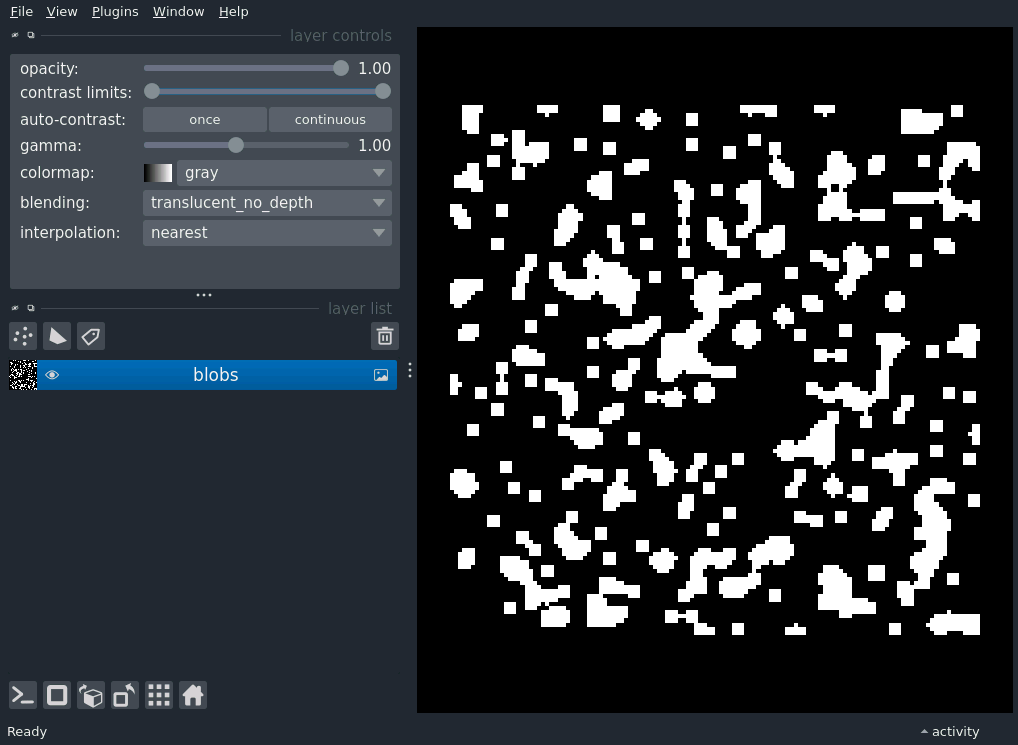 File View Plugins Window Help
layer controls
opacity: 1.00
contrast limits:
auto-contrast: once continuous
gamma: 1.00
colormap: gray
blending: translucent_no_depth
interpolation: nearest
layer list
blobs
Ready
activity